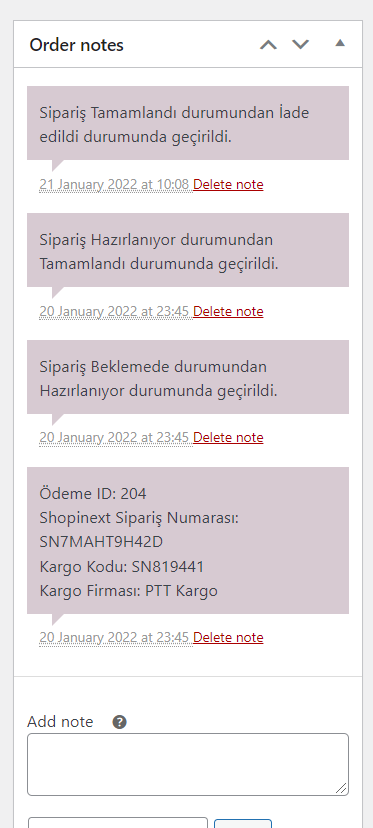 Order notes
Sipariş Tamamlandı durumundan İade
edildi durumunda geçirildi.
21 January 2022 at 10:08 Delete note
Sipariş Hazırlanıyor durumundan
Tamamlandı durumunda geçirildi.
20 January 2022 at 23:45 Delete note
Sipariş Beklemede durumundan
Hazırlanıyor durumunda geçirildi.
20 January 2022 at 23:45 Delete note
Ödeme ID: 204
Shopinext Sipariş Numarası:
SN7MAHT9H42D
Kargo Kodu: SN819441
Kargo Firması: PTT Kargo
20 January 2022 at 23:45 Delete note
Add note ?